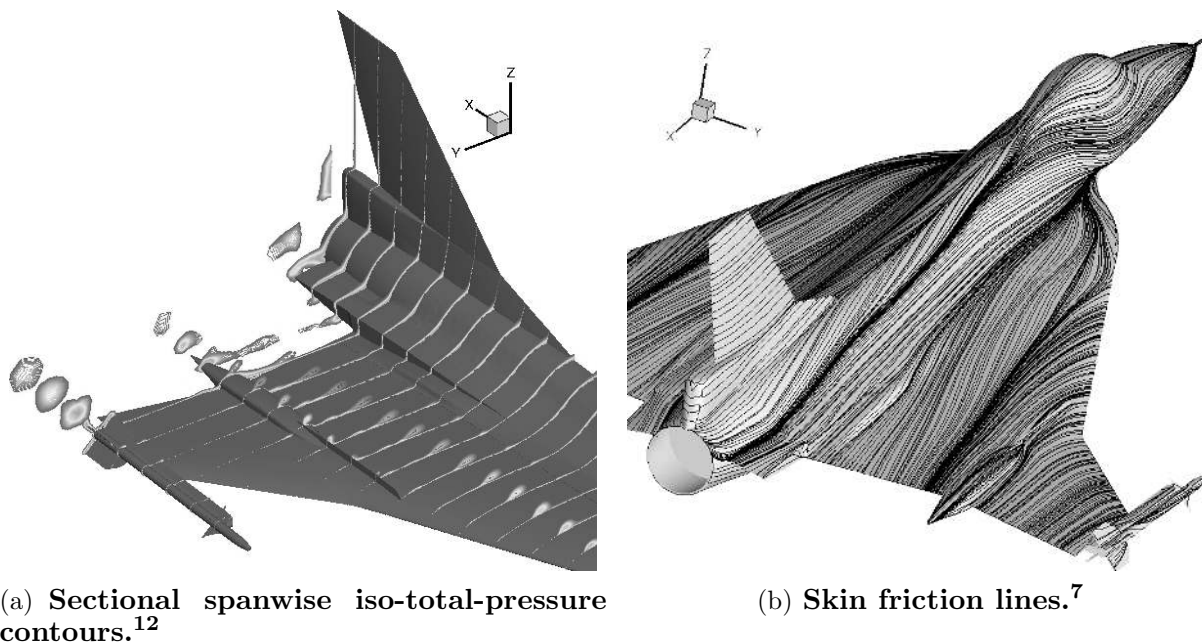 Z
X
Y
Z
X
Y
(a) Sectional spanwise iso-total-pressure
contours.12
(b) Skin friction lines.7